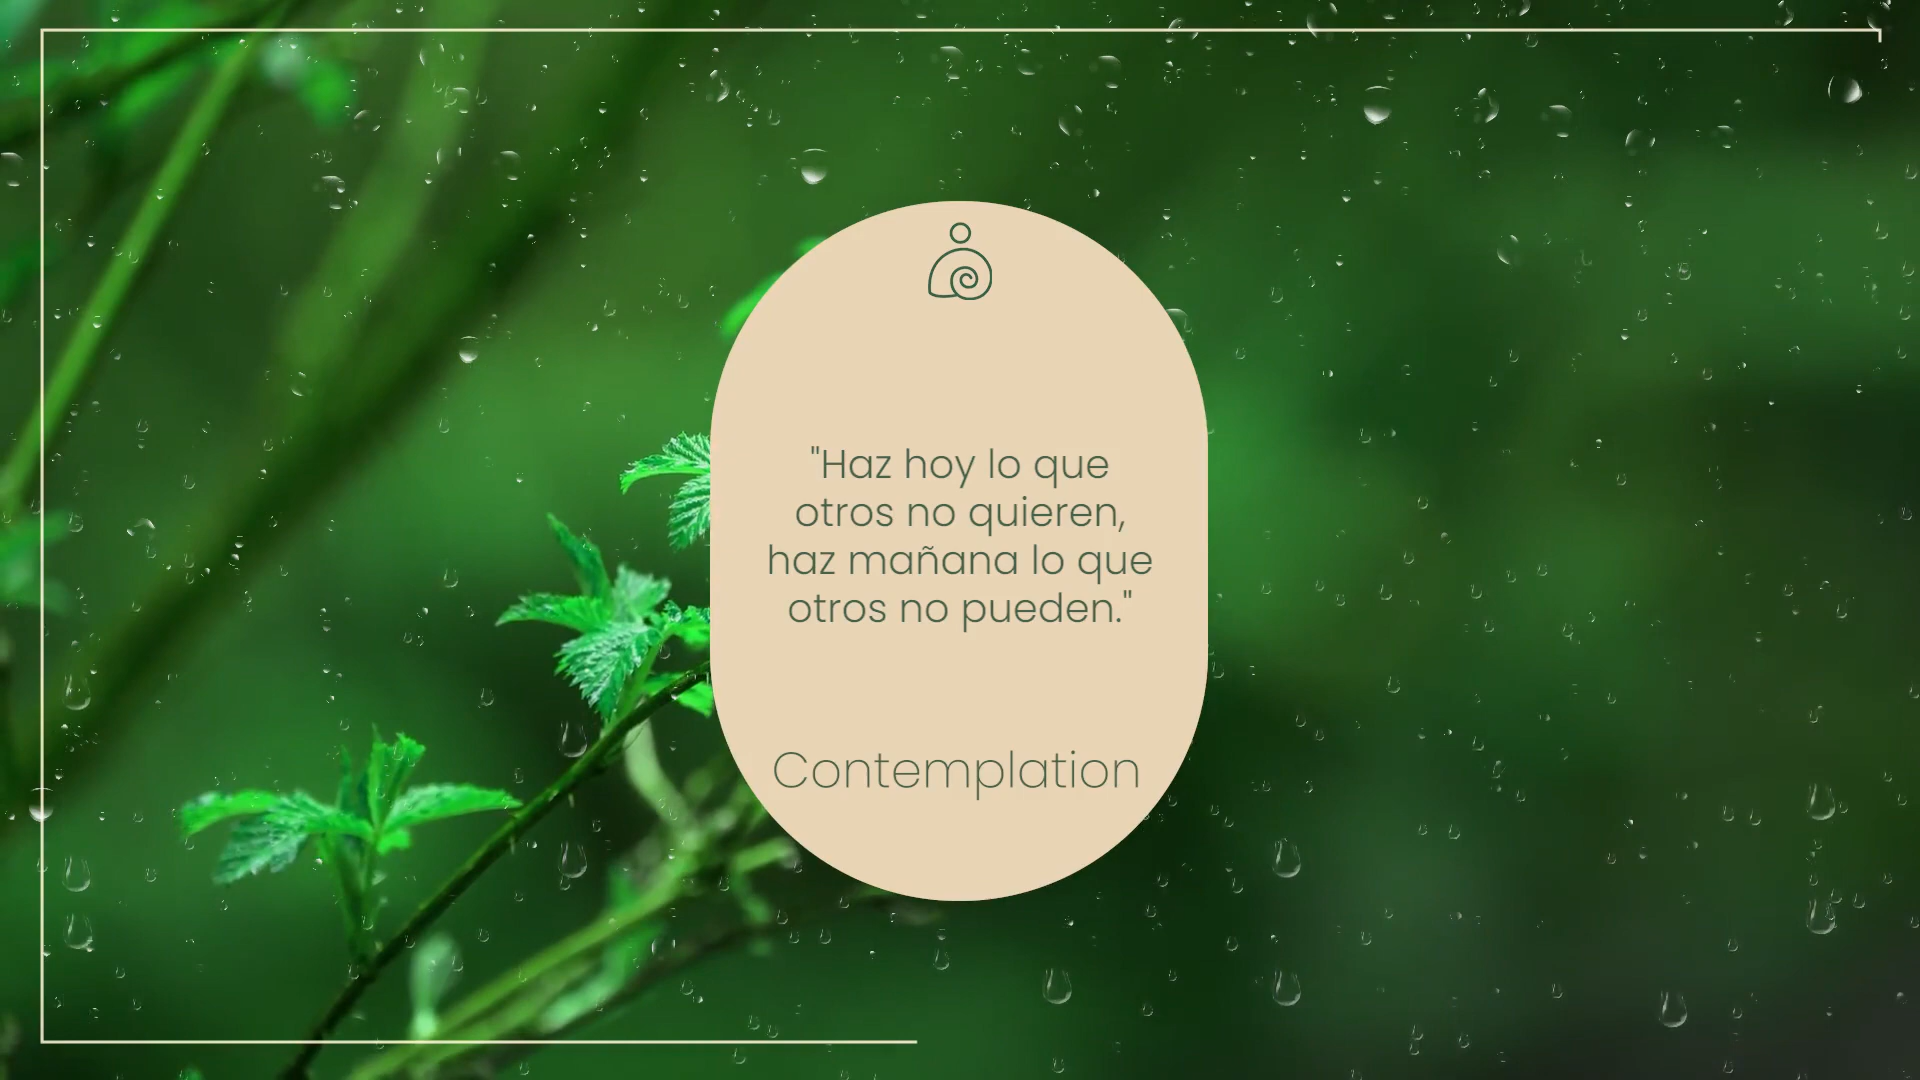 "Haz hoy lo que
otros no quieren,
haz mañana lo que
otros no pueden."
Contemplation